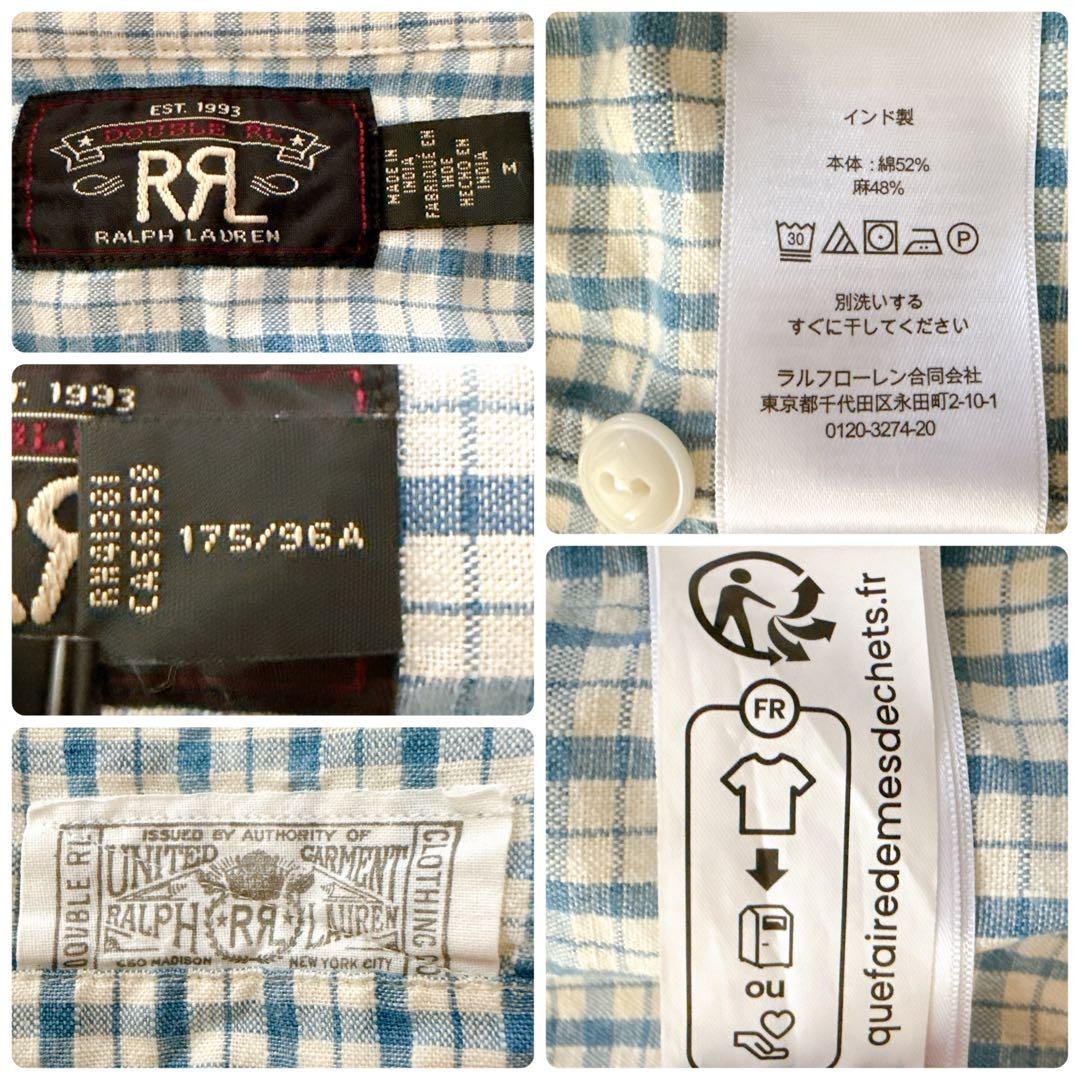 EST. 1993
DOUBLE RL
RRL
RALPH LAUREN
MADE IN
INDIA
FABRIQUÉ EN
INDE
HECHO EN
INDIA
M
インド製
本体 : 綿52%
麻48%
30
P
別洗いする
すぐに干してください
ラルフローレン合同会社
東京都千代田区永田町2-10-1
0120-3274-20
T. 1993
CA56658
175/96A
ISSUED BY AUTHORITY OF
DOUBLE RL
UNITED GARMENT
CLOTHING CO
RALPH RRL LAUREN
650 MADISON NEW YORK CITY
FR
ou
quefairedemesdechets.fr